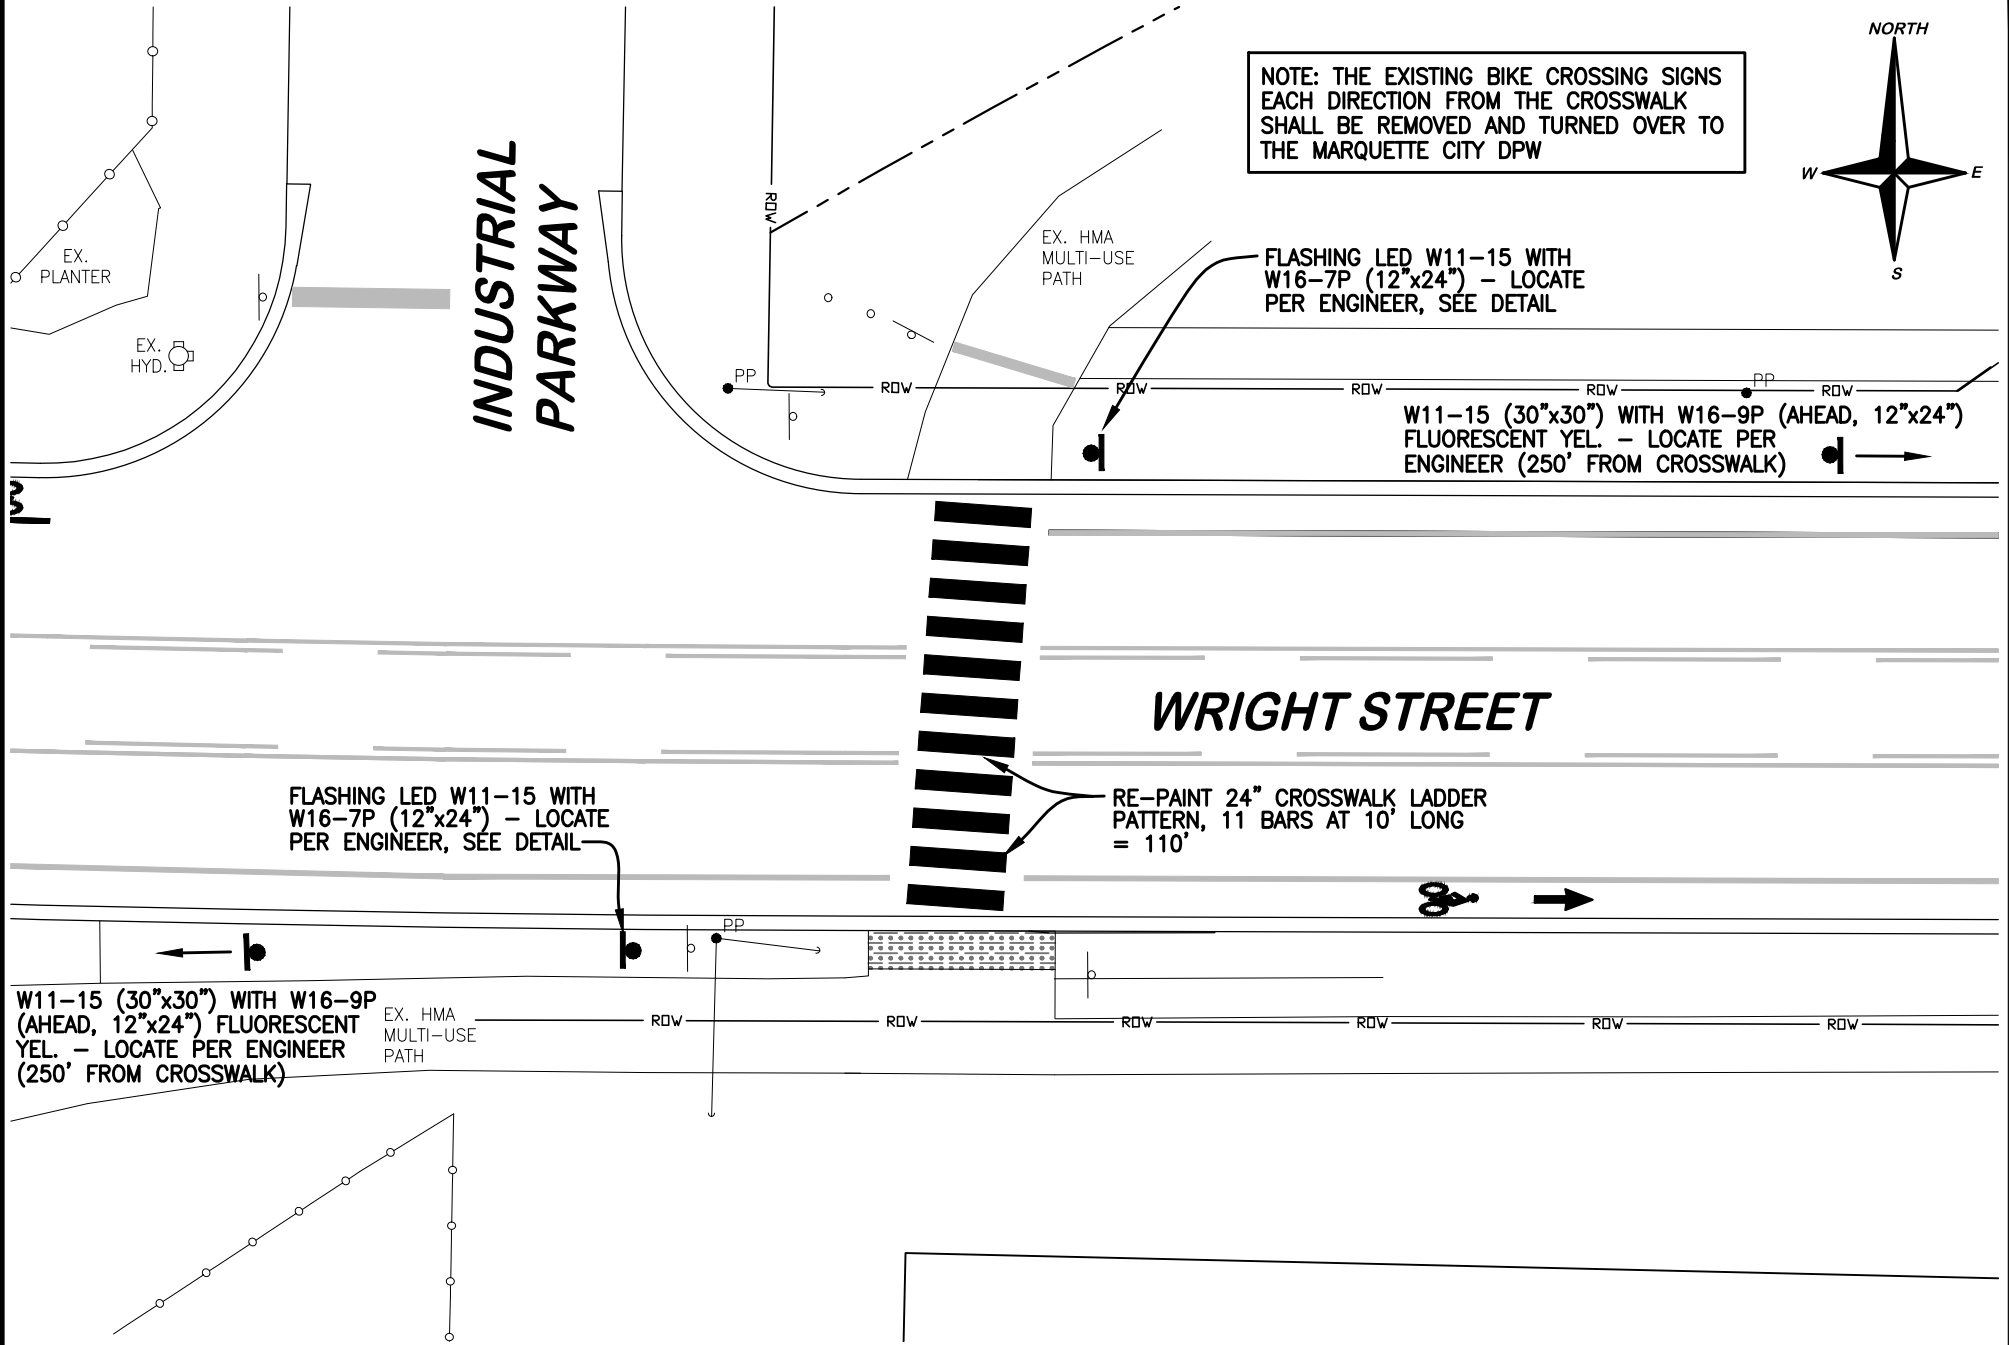 NORTH
W
E
S
NOTE: THE EXISTING BIKE CROSSING SIGNS
EACH DIRECTION FROM THE CROSSWALK
SHALL BE REMOVED AND TURNED OVER TO
THE MARQUETTE CITY DPW
INDUSTRIAL
PARKWAY
ROW
EX.
PLANTER
EX.
HYD.
EX. HMA
MULTI-USE
PATH
FLASHING LED W11-15 WITH
W16-7P (12"x24") - LOCATE
PER ENGINEER, SEE DETAIL
PP
ROW
ROW
ROW
ROW
PP
ROW
W11-15 (30"x30") WITH W16-9P (AHEAD, 12"x24")
FLUORESCENT YEL. - LOCATE PER
ENGINEER (250' FROM CROSSWALK)
WRIGHT STREET
FLASHING LED W11-15 WITH
W16-7P (12"x24") - LOCATE
PER ENGINEER, SEE DETAIL
RE-PAINT 24" CROSSWALK LADDER
PATTERN, 11 BARS AT 10' LONG
= 110'
PP
W11-15 (30"x30") WITH W16-9P
(AHEAD, 12"x24") FLUORESCENT
YEL. - LOCATE PER ENGINEER
(250' FROM CROSSWALK)
EX. HMA
MULTI-USE
PATH
ROW
ROW
ROW
ROW
ROW
ROW